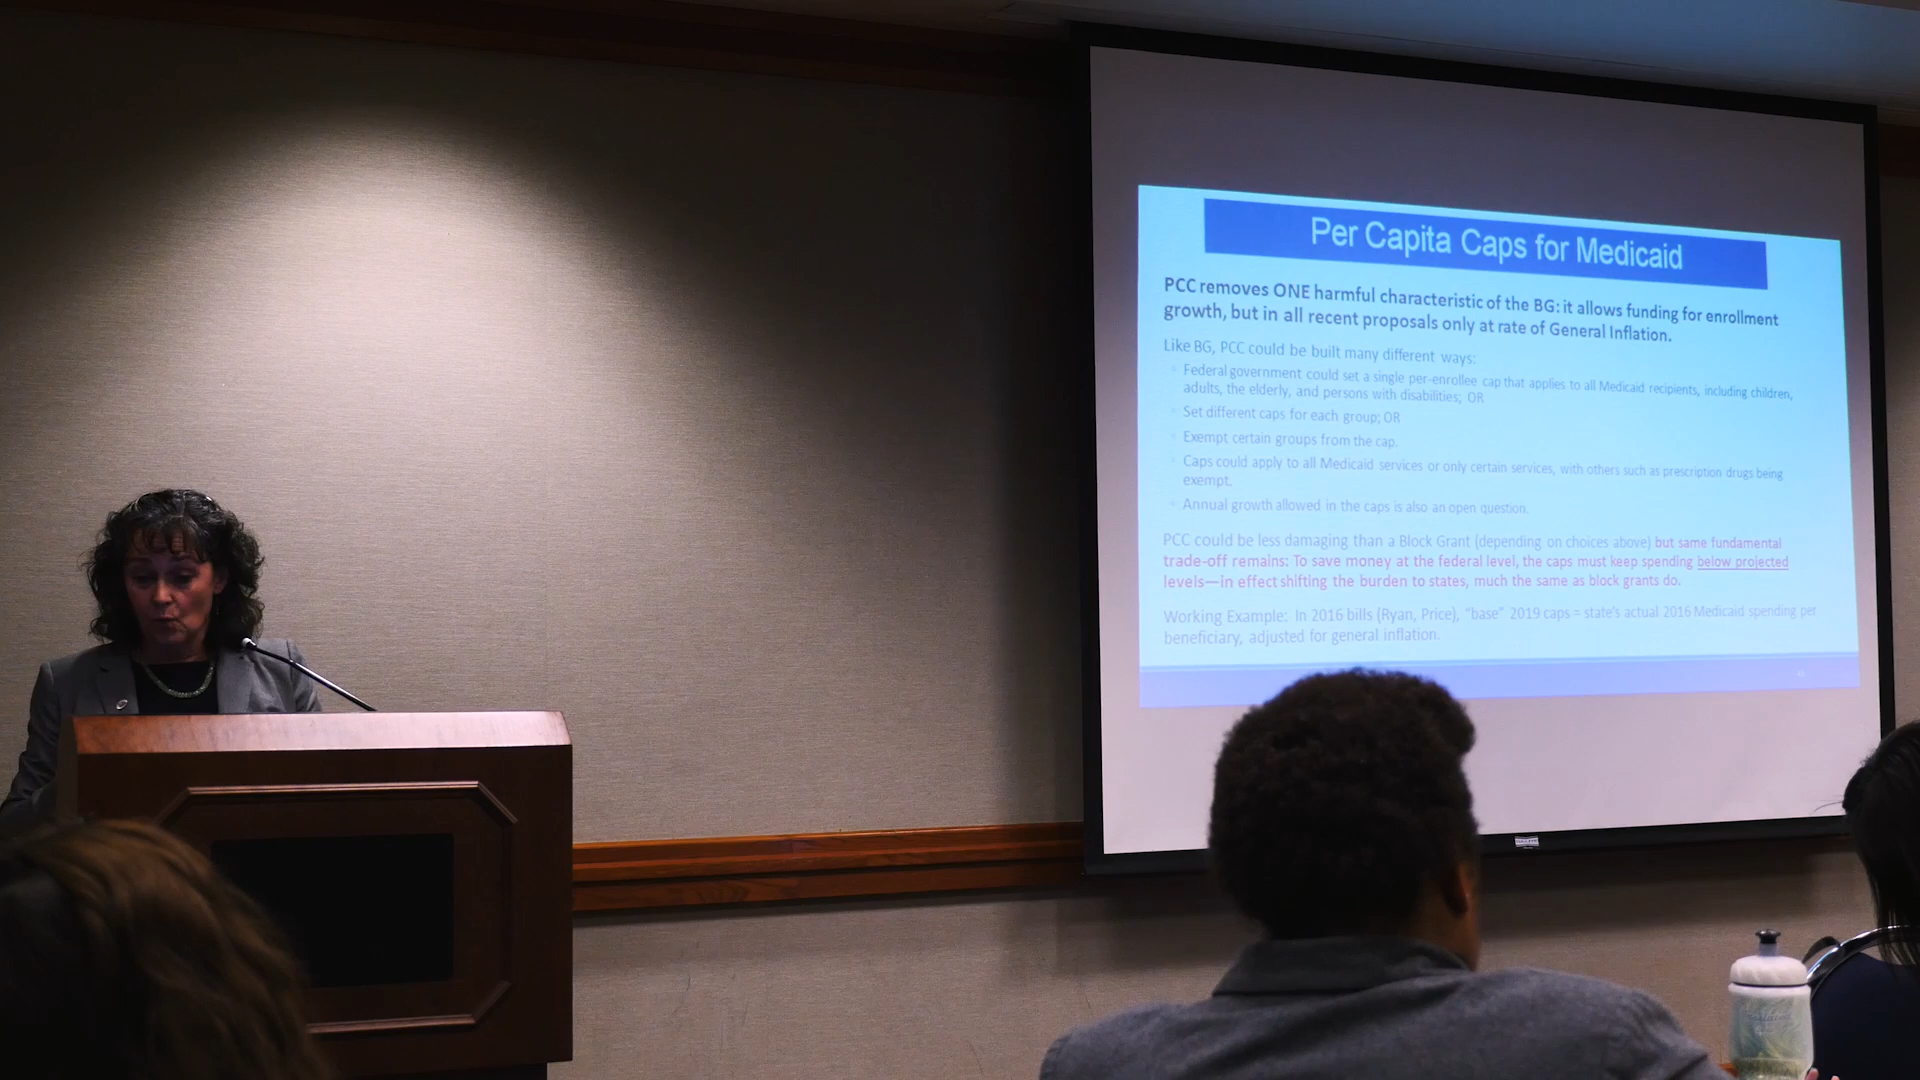 Per Capita Caps for Medicaid
PCC removes ONE harmful characteristic of the BG: it allows funding for enrollment
growth, but in all recent proposals only at rate of General Inflation.
Like BG, PCC could be built many different ways:
Federal government could set a single per-enrollee cap that applies to all Medicaid recipients, including children,
adults, the elderly, and persons with disabilities; OR
Set different caps for each group; OR
Exempt certain groups from the cap.
Caps could apply to all Medicaid services or only certain services, with others such as prescription drugs being
exempt.
Annual growth allowed in the caps is also an open question.
PCC could be less damaging than a Block Grant (depending on choices above) but same fundamental
trade-off remains: To save money at the federal level, the caps must keep spending below projected
levels—in effect shifting the burden to states, much the same as block grants do.
Working Example: In 2016 bills (Ryan, Price), “base” 2019 caps = state's actual 2016 Medicaid spending per
beneficiary, adjusted for general inflation.